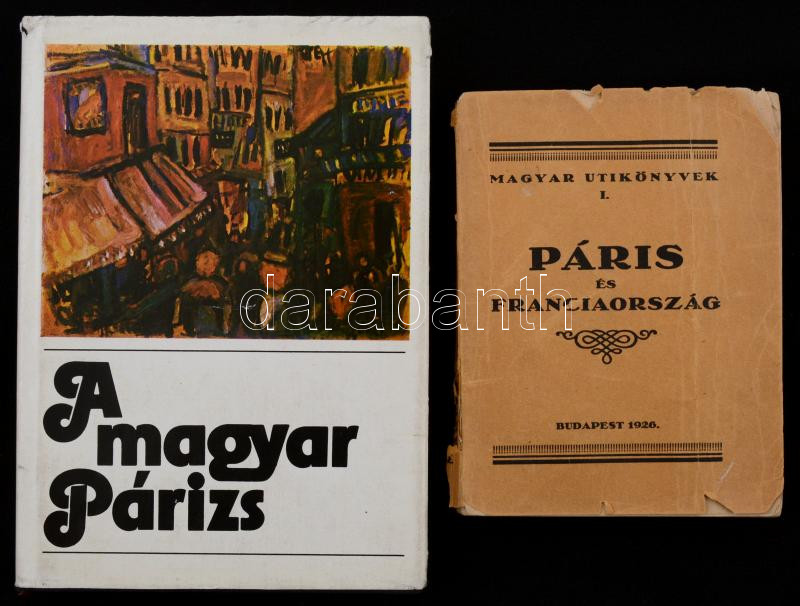 A
magyar
Párizs
MAGYAR UTIKÖNYVEK
I.
PÁRIS
ÉS
FRANCIAORSZÁG
BUDAPEST 1926.
darabanth